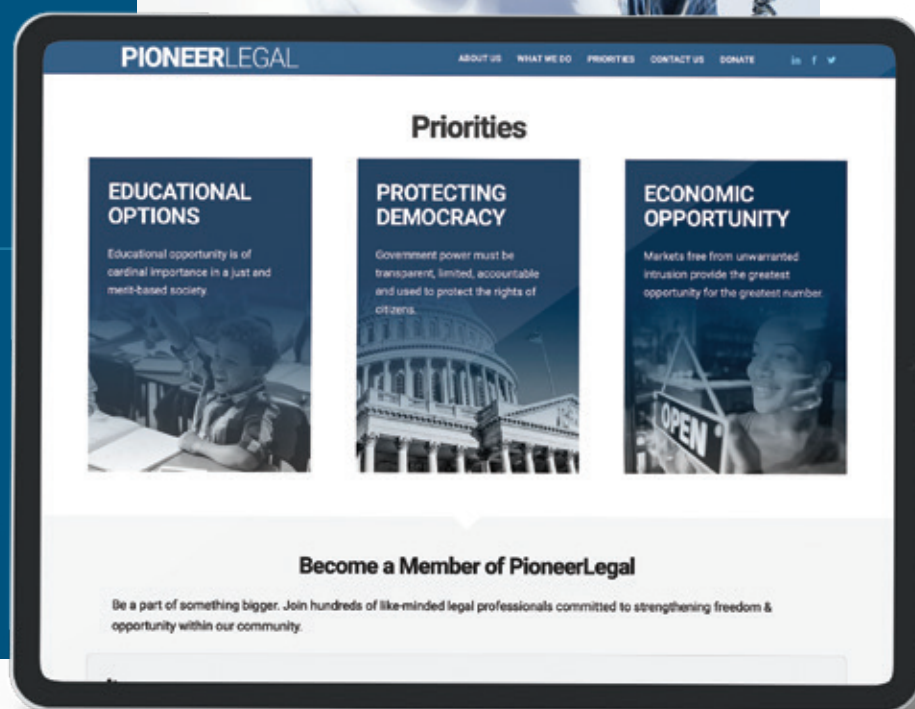 PIONEERLEGAL
ABOUT US WHAT WE DO PRIORITIES CONTACT US DONATE
Priorities
EDUCATIONAL
OPTIONS
Educational opportunity is of
cardinal importance in a just and
merit-based society.
PROTECTING
DEMOCRACY
Government power must be
transparent, limited, accountable
and used to protect the rights of
citizens.
ECONOMIC
OPPORTUNITY
Markets free from unwarranted
intrusion provide the greatest
opportunity for the greatest number.
OPEN
Become a Member of PioneerLegal
Be a part of something bigger. Join hundreds of like-minded legal professionals committed to strengthening freedom &
opportunity within our community.